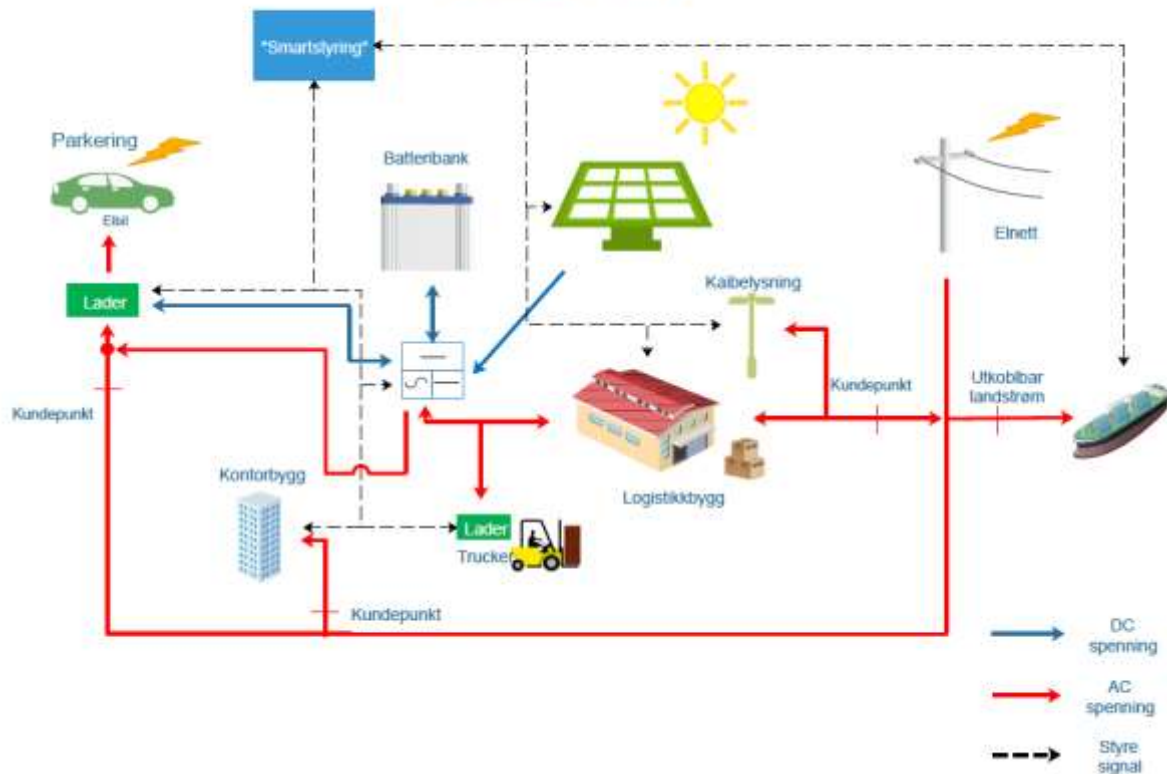 "Smartstyring"
Parkering
Batteribank
Elbil
Elnett
Lader
Kaibelysning
Kundepunkt
Kundepunkt
Utkoblbar
landstrøm
Kontorbygg
Logistikkbygg
Lader
Trucker
Kundepunkt
DC
spenning
AC
spenning
Styre
signal